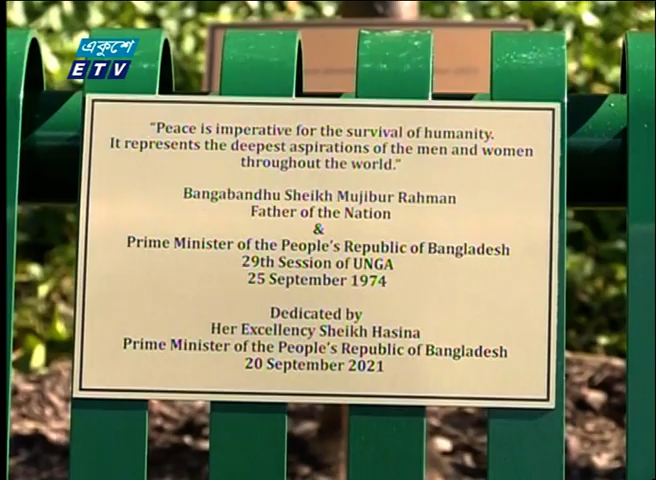 একুশে
ETV
“Peace is imperative for the survival of humanity.
It represents the deepest aspirations of the men and women
throughout the world.”
Bangabandhu Sheikh Mujibur Rahman
Father of the Nation
&
Prime Minister of the People’s Republic of Bangladesh
29th Session of UNGA
25 September 1974
Dedicated by
Her Excellency Sheikh Hasina
Prime Minister of the People’s Republic of Bangladesh
20 September 2021